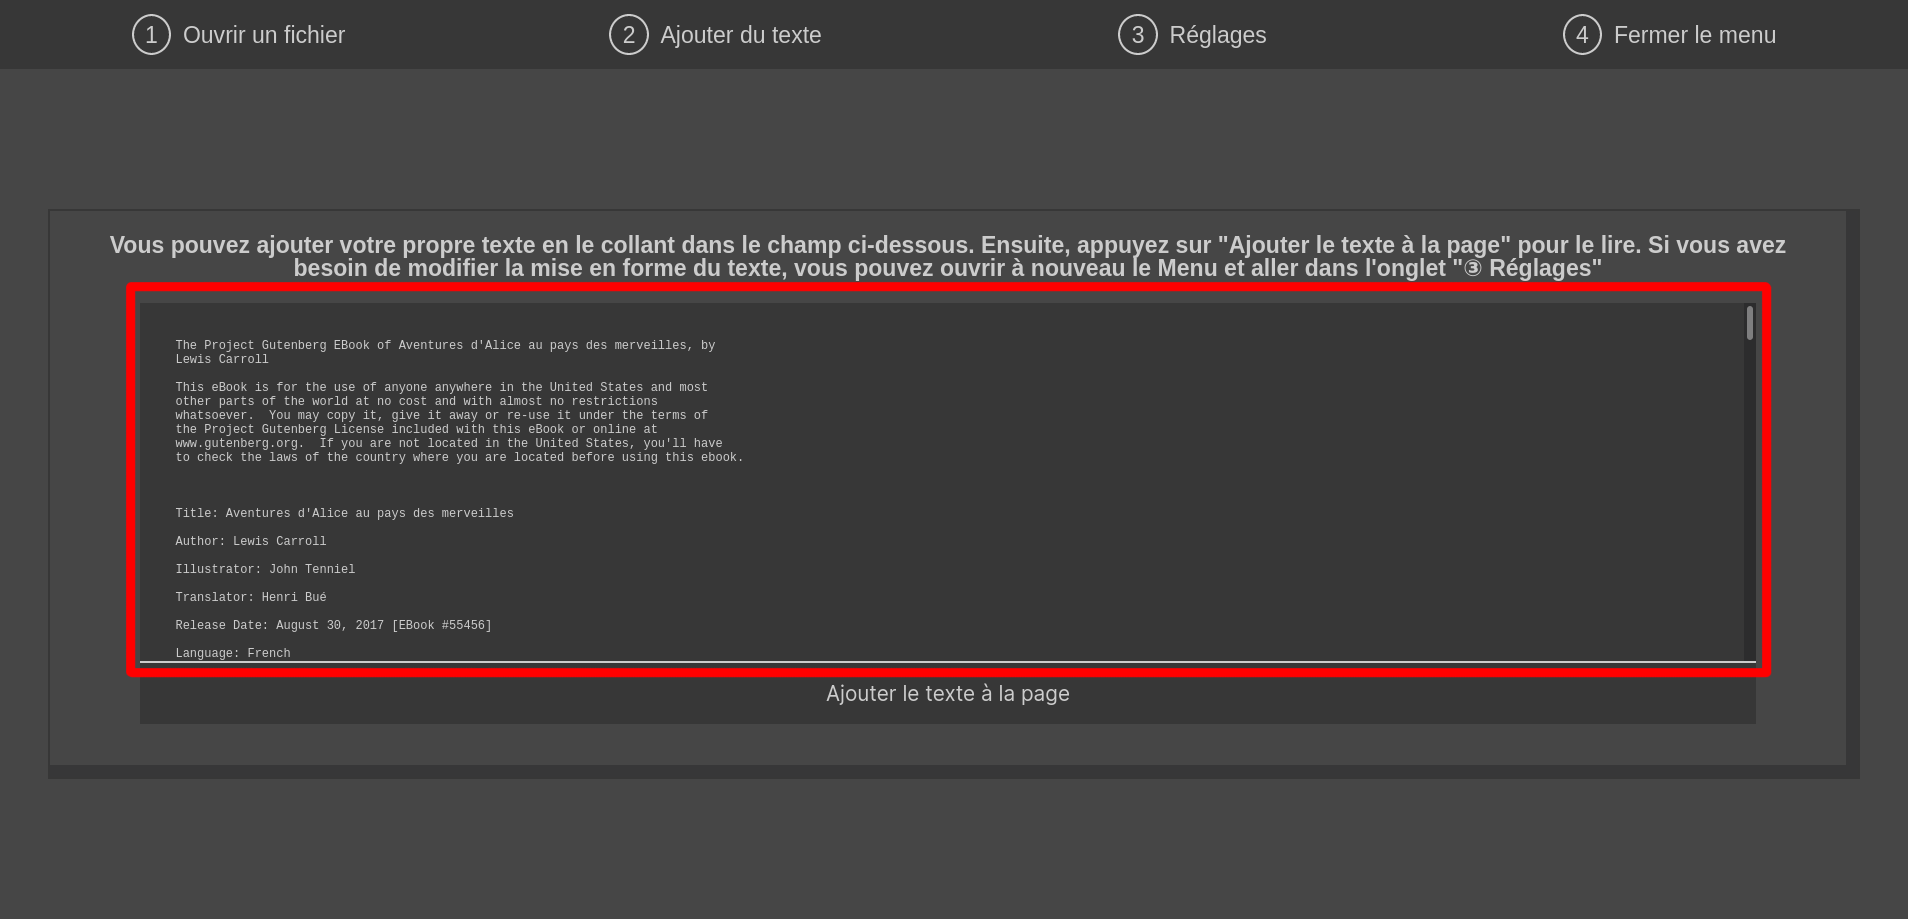 1 Ouvrir un fichier
2 Ajouter du texte
3 Réglages
4 Fermer le menu
Vous pouvez ajouter votre propre texte en le collant dans le champ ci-dessous. Ensuite, appuyez sur "Ajouter le texte à la page" pour le lire. Si vous avez
besoin de modifier la mise en forme du texte, vous pouvez ouvrir à nouveau le Menu et aller dans l'onglet "③ Réglages"
The Project Gutenberg EBook of Aventures d'Alice au pays des merveilles, by
Lewis Carroll
This eBook is for the use of anyone anywhere in the United States and most
other parts of the world at no cost and with almost no restrictions
whatsoever.  You may copy it, give it away or re-use it under the terms of
the Project Gutenberg License included with this eBook or online at
www.gutenberg.org.  If you are not located in the United States, you'll have
to check the laws of the country where you are located before using this ebook.
Title: Aventures d'Alice au pays des merveilles
Author: Lewis Carroll
Illustrator: John Tenniel
Translator: Henri Bué
Release Date: August 30, 2017 [EBook #55456]
Language: French
Ajouter le texte à la page